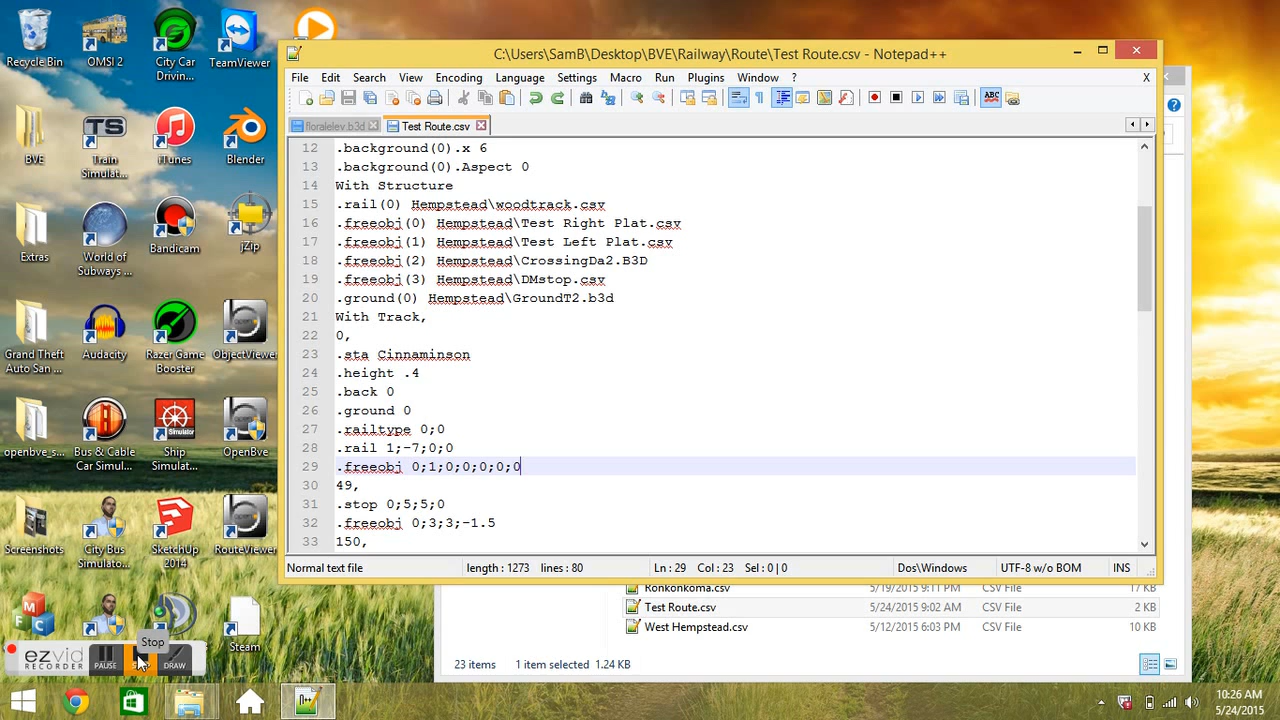 Recycle Bin
OMSI 2
City Car
Drivin...
TeamViewer
BVE
Train
Simulat...
iTunes
Blender
Extras
World of
Subways ...
Bandicam
jZip
Grand Theft
Auto San ...
Audacity
Razer Game
Booster
ObjectViewer
openbve_s...
Bus & Cable
Car Simul...
Ship
Simulat...
OpenBve
Screenshots
City Bus
Simulato...
SketchUp
2014
RouteViewer
Steam
Stop
ezvid
RECORDER
PAUSE
DRAW
C:\Users\SamB\Desktop\BVE\Railway\Route\Test Route.csv - Notepad++
File Edit Search View Encoding Language Settings Macro Run Plugins Window ? X
floralelev.b3d Test Route.csv
12 .background(0).x 6
13 .background(0).Aspect 0
14 With Structure
15 .rail(0) Hempstead\woodtrack.csv
16 .freeobj(0) Hempstead\Test Right Plat.csv
17 .freeobj(1) Hempstead\Test Left Plat.csv
18 .freeobj(2) Hempstead\CrossingDa2.B3D
19 .freeobj(3) Hempstead\DMstop.csv
20 .ground(0) Hempstead\GroundT2.b3d
21 With Track,
22 0,
23 .sta Cinnaminson
24 .height .4
25 .back 0
26 .ground 0
27 .railtype 0;0
28 .rail 1;-7;0;0
29 .freeobj 0;1;0;0;0;0;0
30 49,
31 .stop 0;5;5;0
32 .freeobj 0;3;3;-1.5
33 150,
Normal text file length : 1273 lines : 80 Ln : 29 Col : 23 Sel : 0 | 0 Dos\Windows UTF-8 w/o BOM INS
Ronkonkoma.csv 5/19/2015 9:11 PM CSV File 17 KB
Test Route.csv 5/24/2015 9:02 AM CSV File 2 KB
West Hempstead.csv 5/12/2015 6:03 PM CSV File 10 KB
23 items 1 item selected 1.24 KB
10:26 AM
5/24/2015